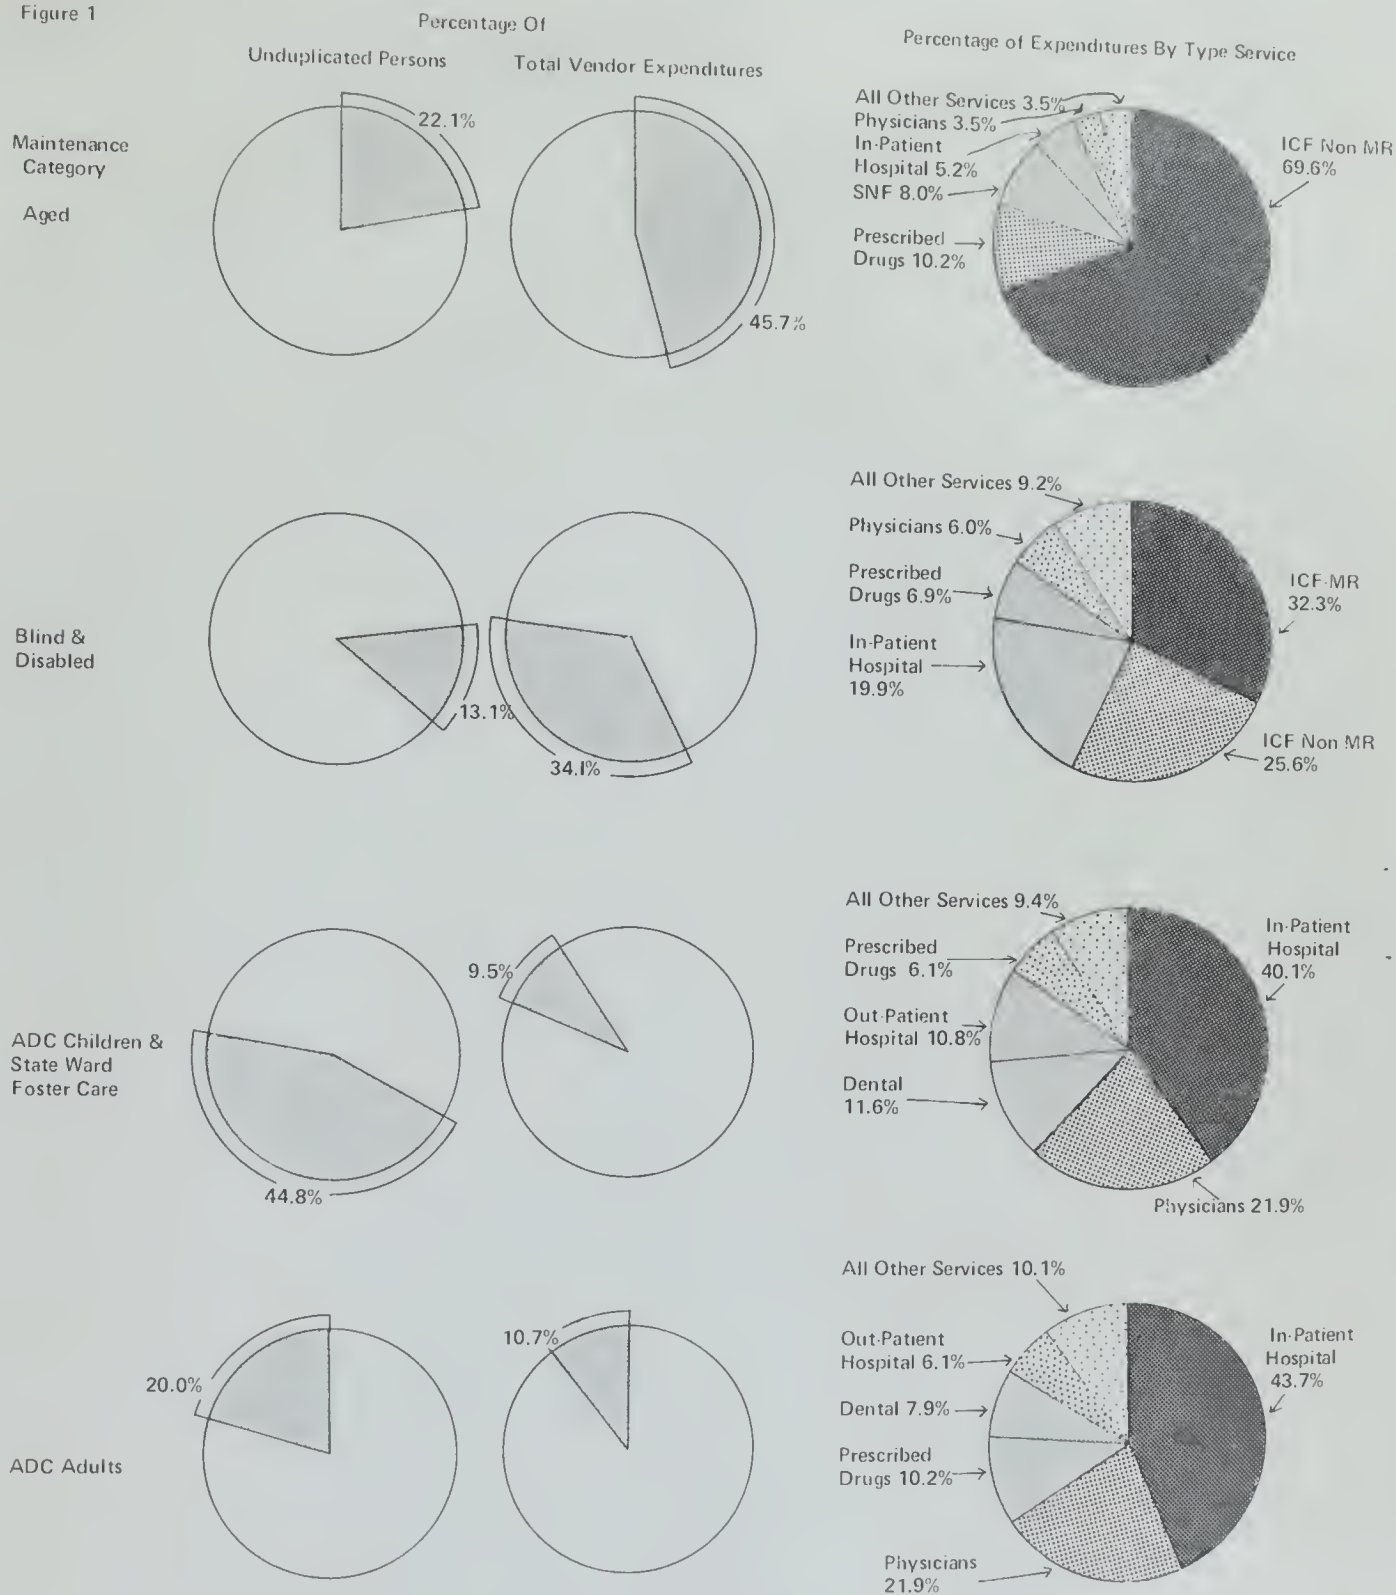 Figure 1
Percentage Of
Unduplicated Persons
Total Vendor Expenditures
Percentage of Expenditures By Type Service
Maintenance
Category
Aged
22.1%
45.7%
All Other Services 3.5%
Physicians 3.5%
In-Patient
Hospital 5.2%
SNF 8.0%
Prescribed
Drugs 10.2%
ICF Non MR
69.6%
Blind &
Disabled
13.1%
34.1%
All Other Services 9.2%
Physicians 6.0%
Prescribed
Drugs 6.9%
In-Patient
Hospital
19.9%
ICF-MR
32.3%
ICF Non MR
25.6%
ADC Children &
State Ward
Foster Care
44.8%
9.5%
All Other Services 9.4%
Prescribed
Drugs 6.1%
Out-Patient
Hospital 10.8%
Dental
11.6%
In-Patient
Hospital
40.1%
Physicians 21.9%
ADC Adults
20.0%
10.7%
All Other Services 10.1%
Out-Patient
Hospital 6.1%
Dental 7.9%
Prescribed
Drugs 10.2%
Physicians
21.9%
In-Patient
Hospital
43.7%